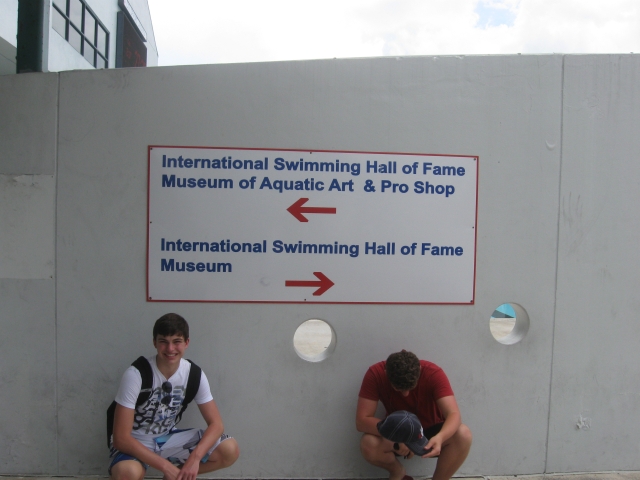 International Swimming Hall of Fame
Museum of Aquatic Art & Pro Shop
International Swimming Hall of Fame
Museum